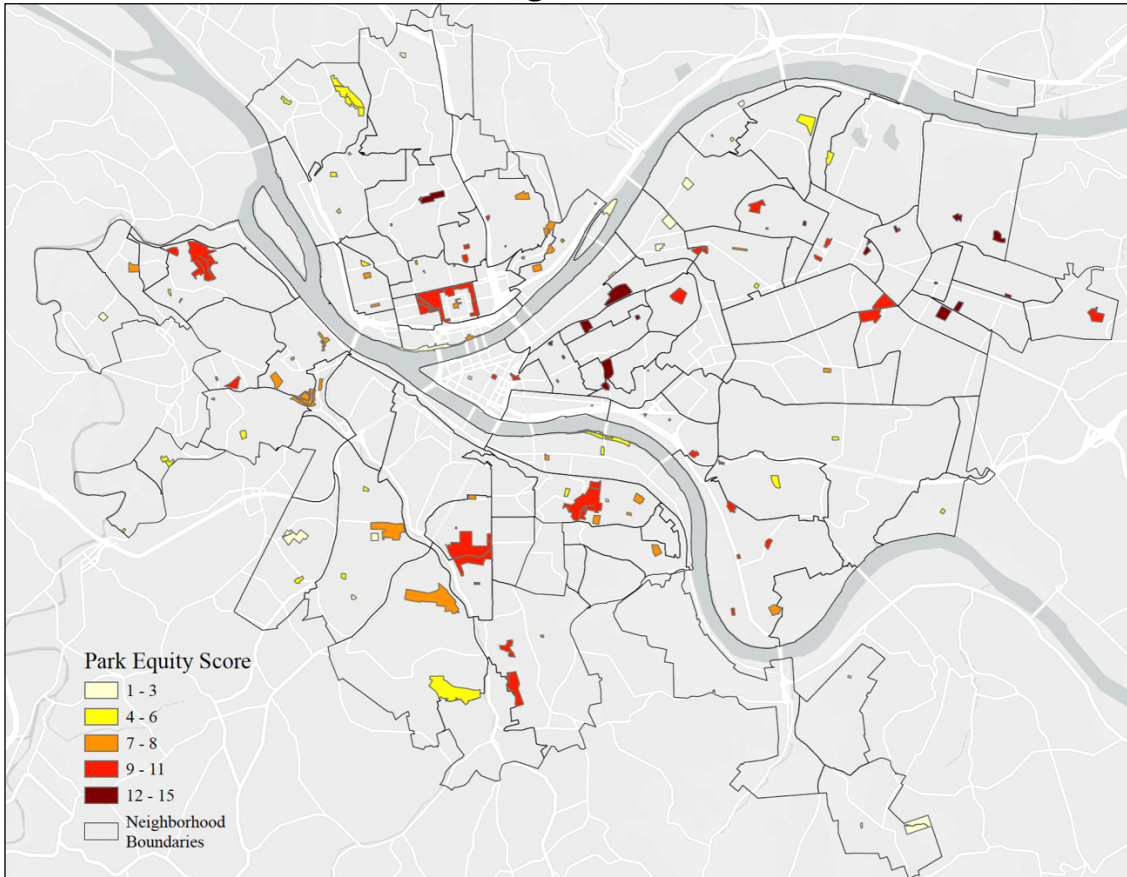 Park Equity Score
1 - 3
4 - 6
7 - 8
9 - 11
12 - 15
Neighborhood
Boundaries